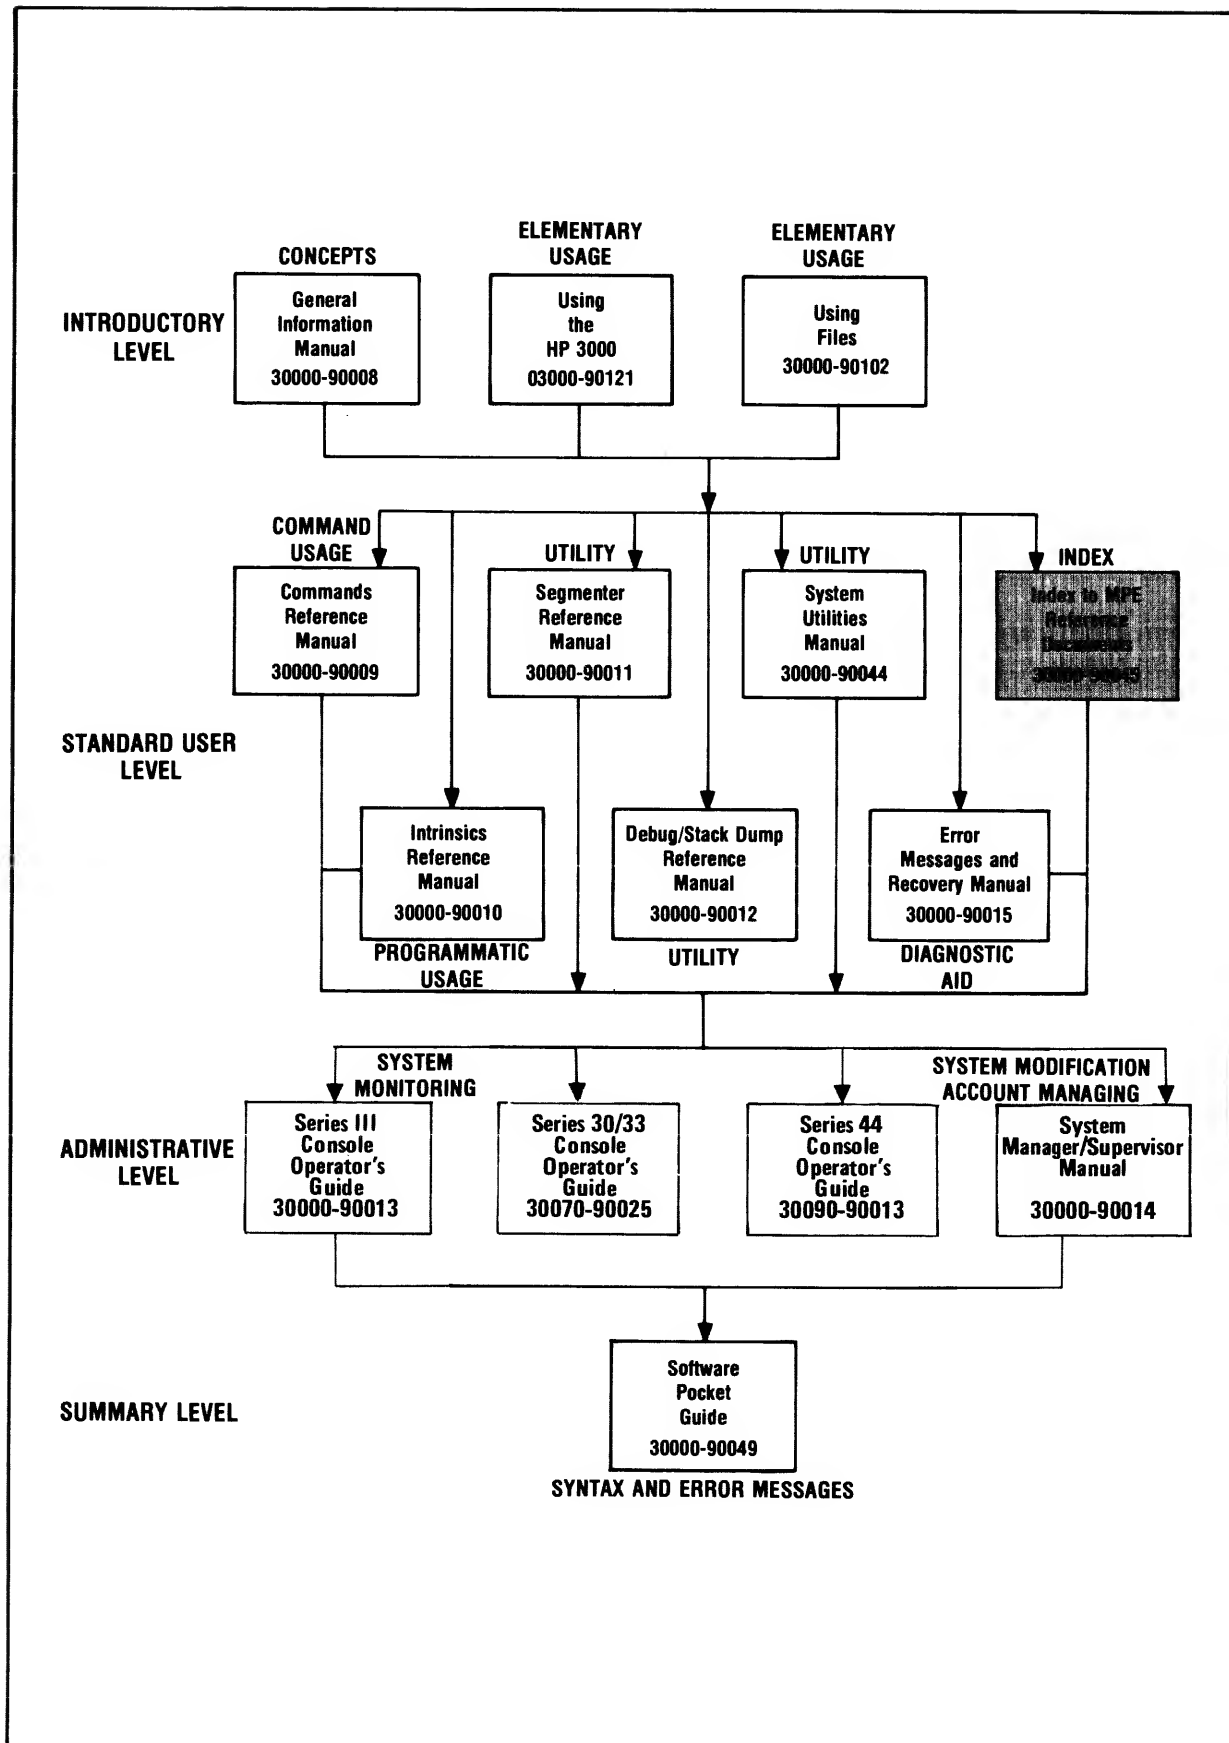 CONCEPTS
ELEMENTARY
USAGE
ELEMENTARY
USAGE
INTRODUCTORY
LEVEL
General
Information
Manual
30000-90008
Using
the
HP 3000
03000-90121
Using
Files
30000-90102
COMMAND
USAGE
UTILITY
UTILITY
INDEX
Commands
Reference
Manual
30000-90009
Segmenter
Reference
Manual
30000-90011
System
Utilities
Manual
30000-90044
Index to MPE
Reference
Documents
30000-90045
STANDARD USER
LEVEL
Intrinsics
Reference
Manual
30000-90010
Debug/Stack Dump
Reference
Manual
30000-90012
Error
Messages and
Recovery Manual
30000-90015
PROGRAMMATIC
USAGE
UTILITY
DIAGNOSTIC
AID
SYSTEM
MONITORING
SYSTEM MODIFICATION
ACCOUNT MANAGING
ADMINISTRATIVE
LEVEL
Series III
Console
Operator's
Guide
30000-90013
Series 30/33
Console
Operator's
Guide
30070-90025
Series 44
Console
Operator's
Guide
30090-90013
System
Manager/Supervisor
Manual
30000-90014
SUMMARY LEVEL
Software
Pocket
Guide
30000-90049
SYNTAX AND ERROR MESSAGES